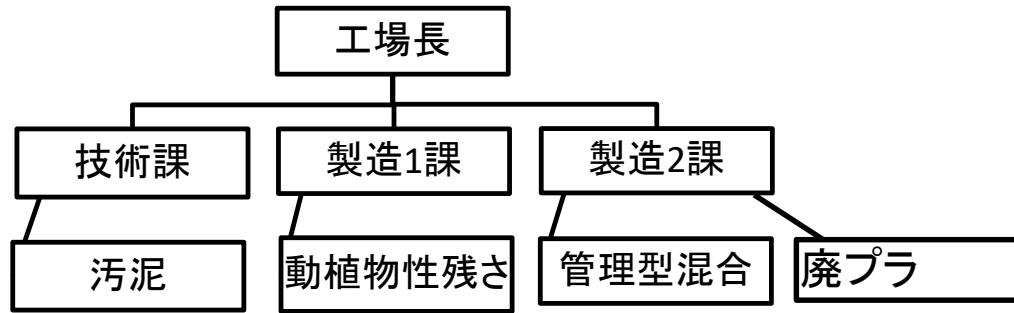 工場長
技術課
製造1課
製造2課
汚泥
動植物性残さ
管理型混合
廃プラ